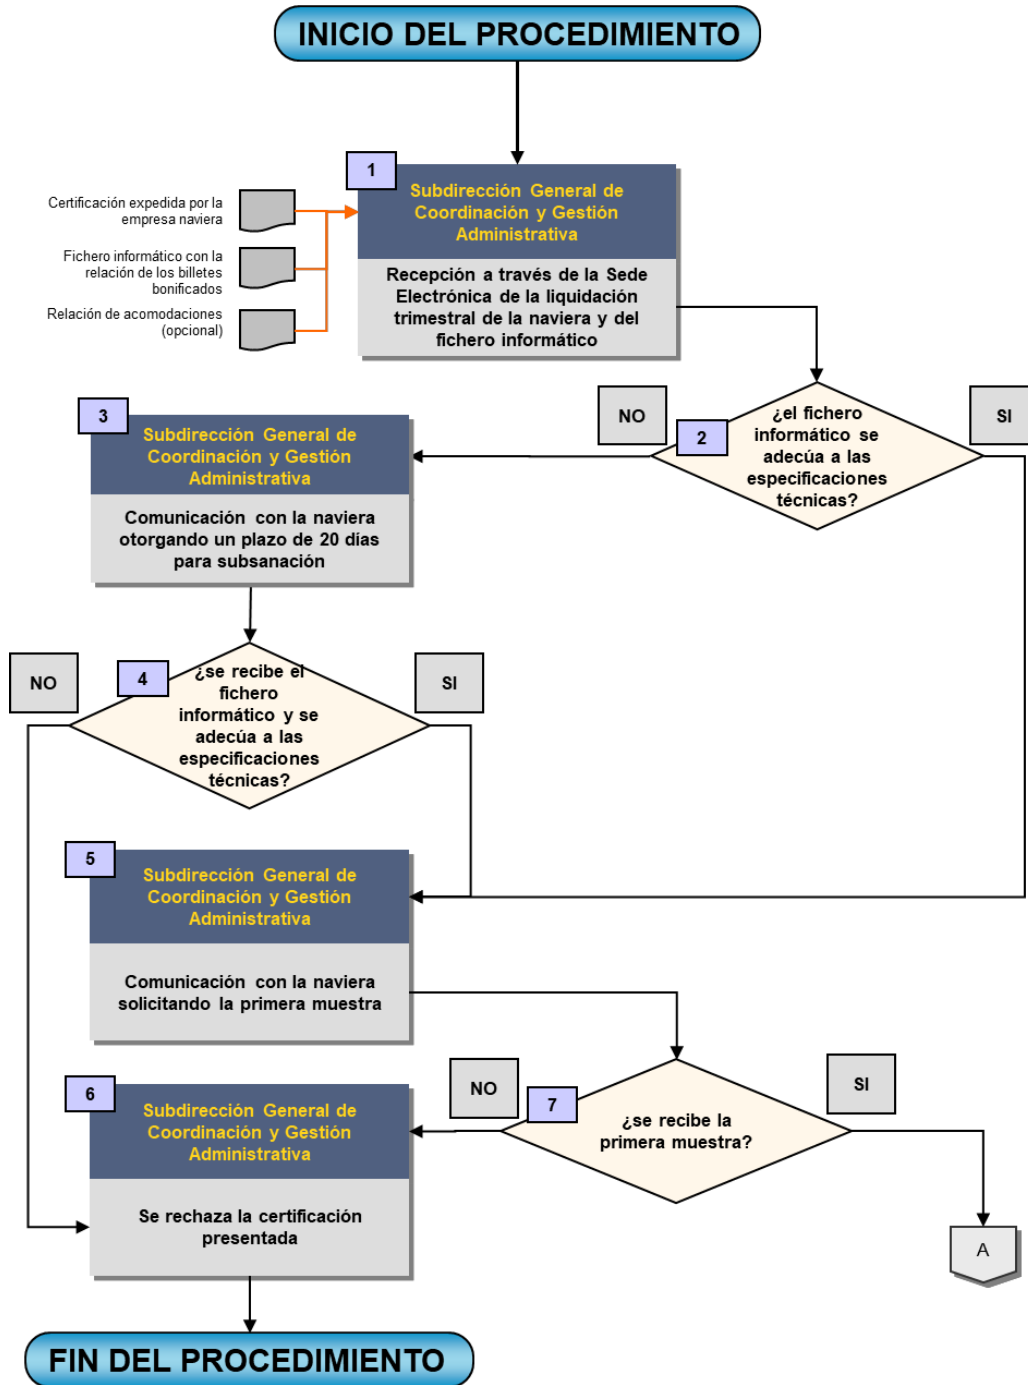 INICIO DEL PROCEDIMIENTO
1
Subdirección General de
Coordinación y Gestión
Administrativa
Recepción a través de la Sede
Electrónica de la liquidación
trimestral de la naviera y del
fichero informático
Certificación expedida por la
empresa naviera
Fichero informático con la
relación de los billetes
bonificados
Relación de acomodaciones
(opcional)
NO
2
¿el fichero
informático se
adecúa a las
especificaciones
técnicas?
SI
3
Subdirección General de
Coordinación y Gestión
Administrativa
Comunicación con la naviera
otorgando un plazo de 20 días
para subsanación
NO
4
¿se recibe el
fichero
informático y se
adecúa a las
especificaciones
técnicas?
SI
5
Subdirección General de
Coordinación y Gestión
Administrativa
Comunicación con la naviera
solicitando la primera muestra
6
Subdirección General de
Coordinación y Gestión
Administrativa
Se rechaza la certificación
presentada
NO
7
¿se recibe la
primera muestra?
SI
A
FIN DEL PROCEDIMIENTO